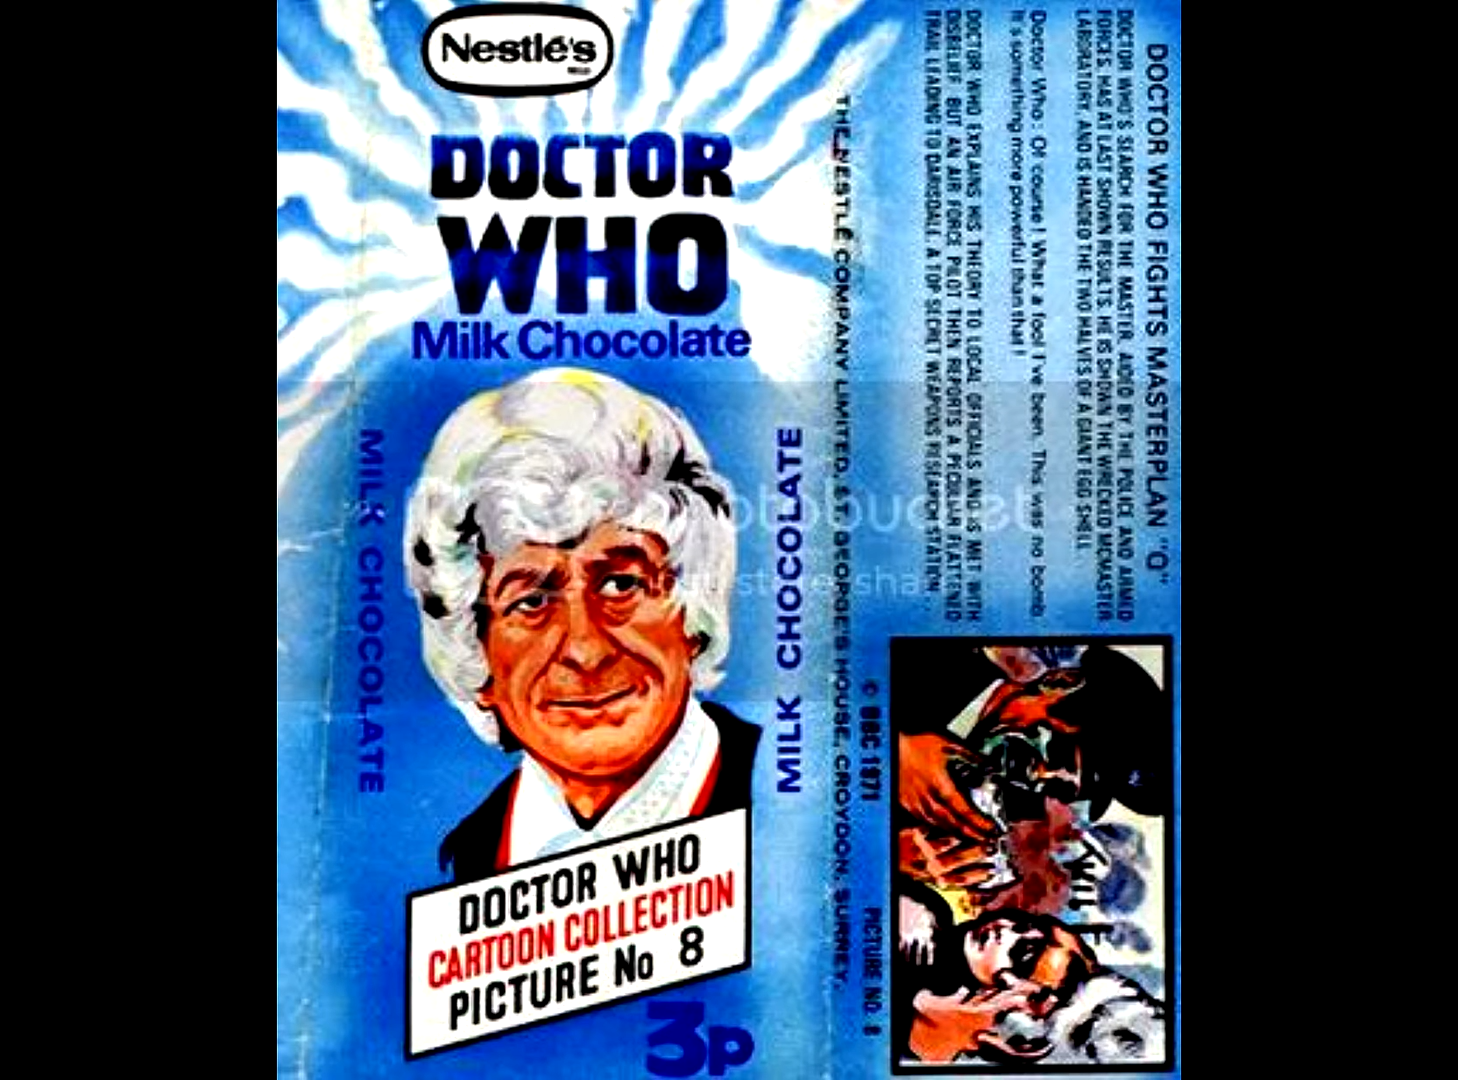 Nestlé's
DOCTOR
WHO
Milk Chocolate
MILK CHOCOLATE
MILK CHOCOLATE
DOCTOR WHO
CARTOON COLLECTION
PICTURE No 8
3p
THE NESTLÉ COMPANY LIMITED, ST. GEORGE'S HOUSE, CROYDON, SURREY.
DOCTOR WHO FIGHTS MASTERPLAN "Q"
DOCTOR WHO'S SEARCH FOR THE MASTER, AIDED BY THE POLICE AND ARMED
FORCES, HAS AT LAST SHOWN RESULTS. HE IS SHOWN THE WRECKED MCMASTER
LABORATORY, AND IS HANDED THE TWO HALVES OF A GIANT EGG SHELL.
Doctor Who : Of course! What a fool I've been. This was no bomb.
It's something more powerful than that!
DOCTOR WHO EXPLAINS HIS THEORY TO LOCAL OFFICIALS AND IS MET WITH
DISBELIEF. BUT AN AIR FORCE PILOT THEN REPORTS A PECULIAR FLATTENED
TRAIL LEADING TO DARKSDALE. A TOP SECRET WEAPONS RESEARCH STATION.
© BBC 1971
PICTURE NO. 8
photobucket